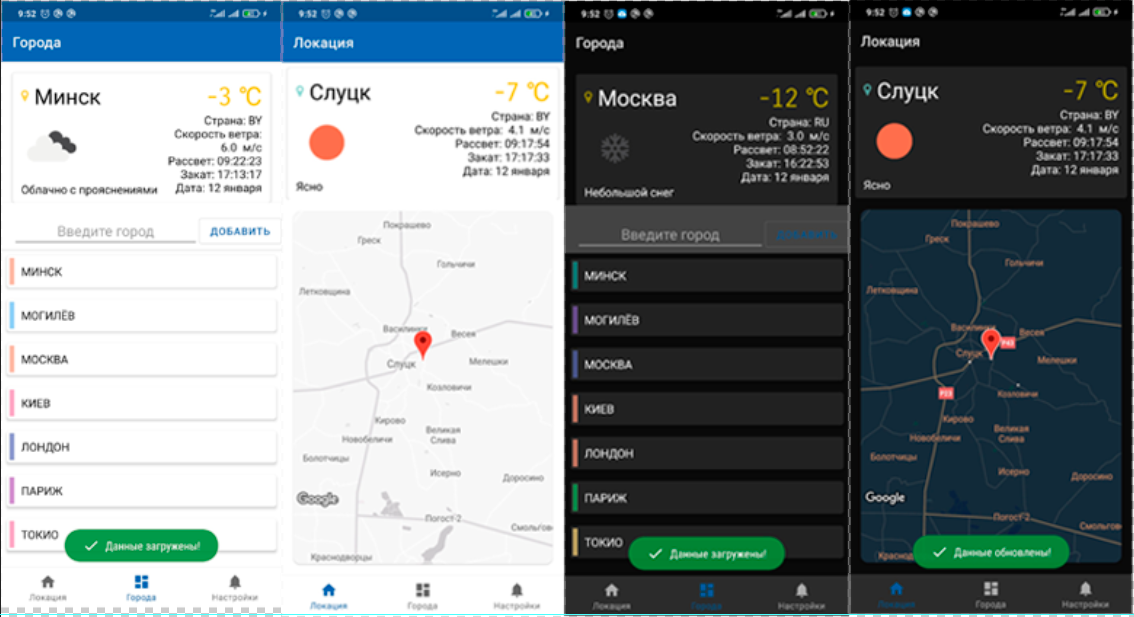 9:52
Города
Минск
-3 °C
Страна: BY
Скорость ветра:
6.0 м/с
Рассвет: 09:22:23
Закат: 17:13:17
Облачно с прояснениями
Дата: 12 января
Введите город
ДОБАВИТЬ
МИНСК
МОГИЛЁВ
МОСКВА
КИЕВ
ЛОНДОН
ПАРИЖ
ТОКИО
Данные загружены!
Локация
Города
Настройки
Локация
Слуцк
-7 °C
Страна: BY
Скорость ветра: 4.1 м/с
Рассвет: 09:17:54
Закат: 17:17:33
Дата: 12 января
Ясно
Покрашево
Греск
Гольчичи
Летковщина
Василинки
Весея
Слуцк
Мелешки
Козловичи
Кирово
Великая
Слива
Новобеличи
Болотчицы
Исерно
Доросино
Google
Погост-2
Смольгов
Краснодворцы
Локация
Города
Настройки
9:52
Города
Москва
-12 °C
Страна: RU
Скорость ветра: 3.0 м/с
Рассвет: 08:52:22
Закат: 16:22:53
Дата: 12 января
Небольшой снег
Введите город
ДОБАВИТЬ
МИНСК
МОГИЛЁВ
МОСКВА
КИЕВ
ЛОНДОН
ПАРИЖ
ТОКИО
Данные загружены!
Локация
Города
Настройки
9:52
Локация
Слуцк
-7 °C
Страна: BY
Скорость ветра: 4.1 м/с
Рассвет: 09:17:54
Закат: 17:17:33
Дата: 12 января
Ясно
Покрашево
Греск
Гольчичи
Летковщина
Василинки
Весея
P43
Слуцк
Мелешки
P23
Козловичи
Кирово
Великая
Слива
Новобеличи
Болотчицы
Исерно
Доросино
Google
Погост-2
Смольгов
Краснод
Данные обновлены!
Локация
Города
Настройки